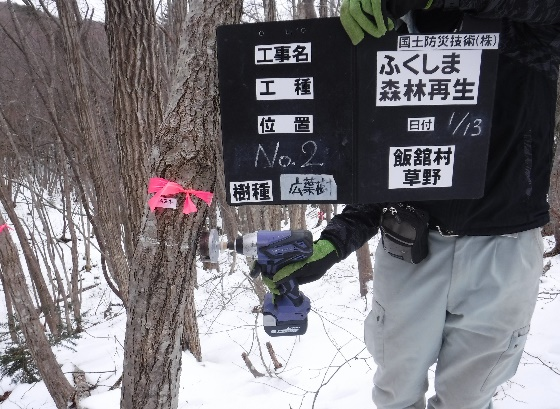 工事名
国土防災技術(株)
ふくしま
森林再生
工種
位置
日付 1/13
No.2
飯舘村
草野
樹種 広葉樹